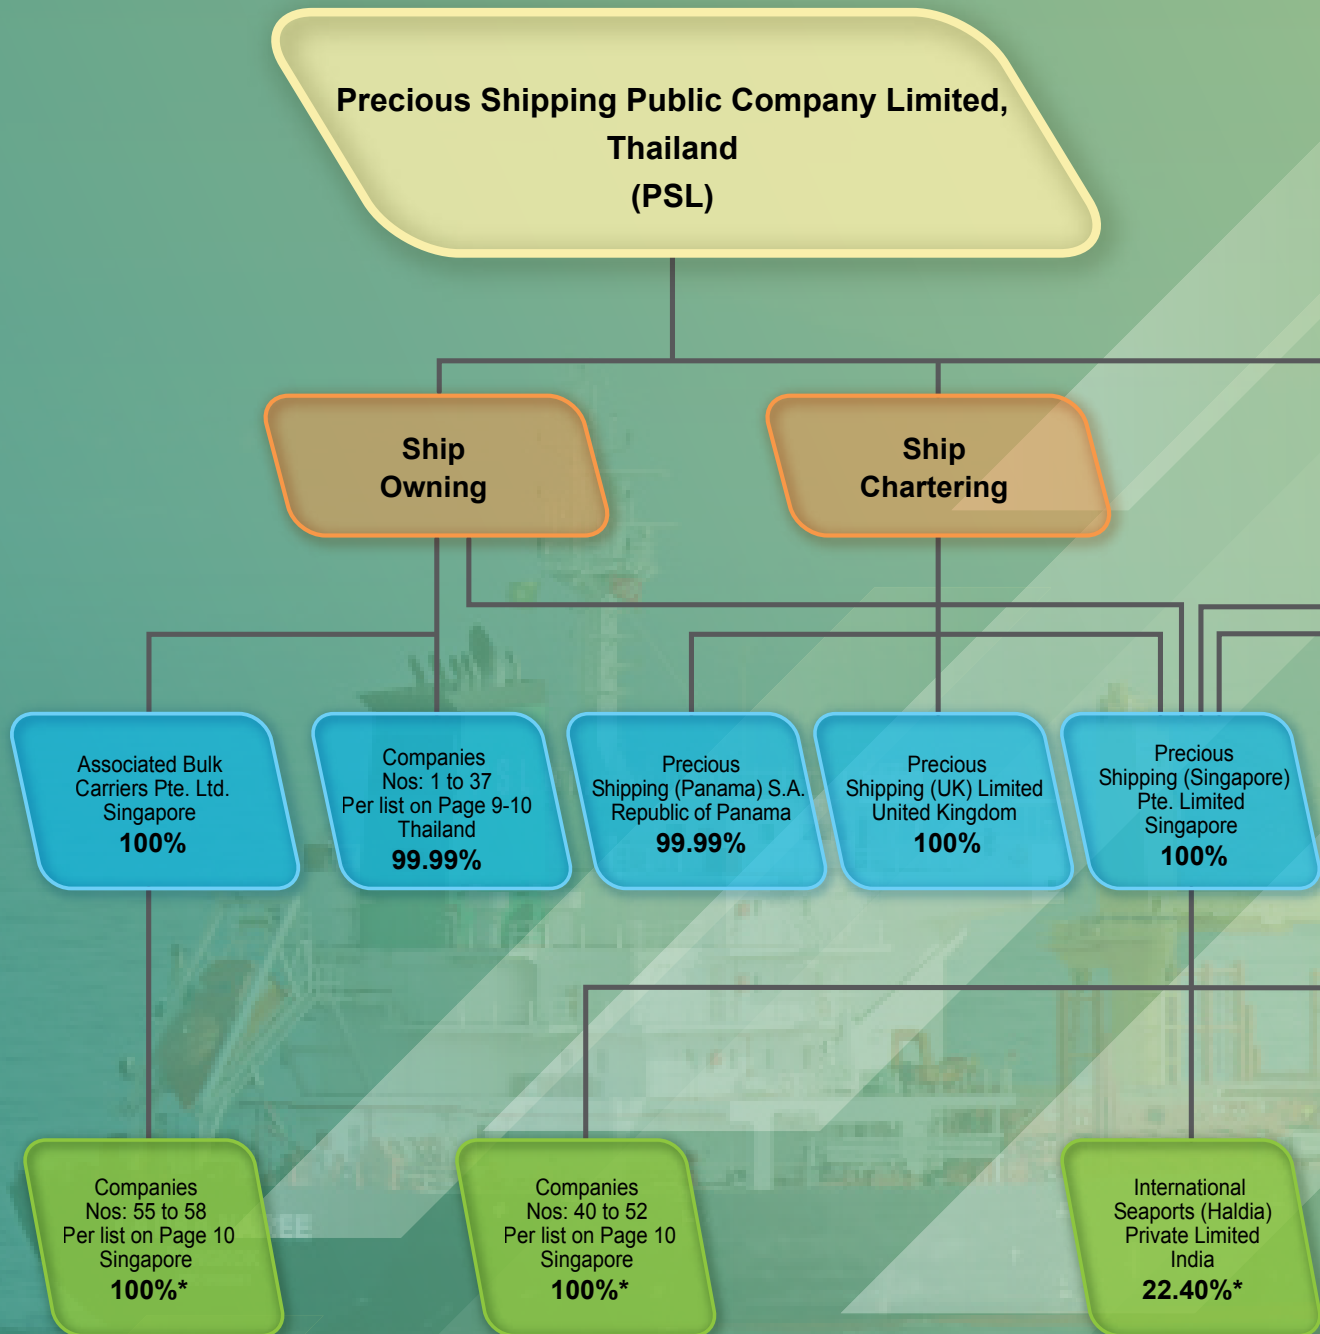 Precious Shipping Public Company Limited,
Thailand
(PSL)
Ship
Owning
Ship
Chartering
Associated Bulk
Carriers Pte. Ltd.
Singapore
100%
Companies
Nos: 1 to 37
Per list on Page 9-10
Thailand
99.99%
Precious
Shipping (Panama) S.A.
Republic of Panama
99.99%
Precious
Shipping (UK) Limited
United Kingdom
100%
Precious
Shipping (Singapore)
Pte. Limited
Singapore
100%
Companies
Nos: 55 to 58
Per list on Page 10
Singapore
100%*
Companies
Nos: 40 to 52
Per list on Page 10
Singapore
100%*
International
Seaports (Haldia)
Private Limited
India
22.40%*